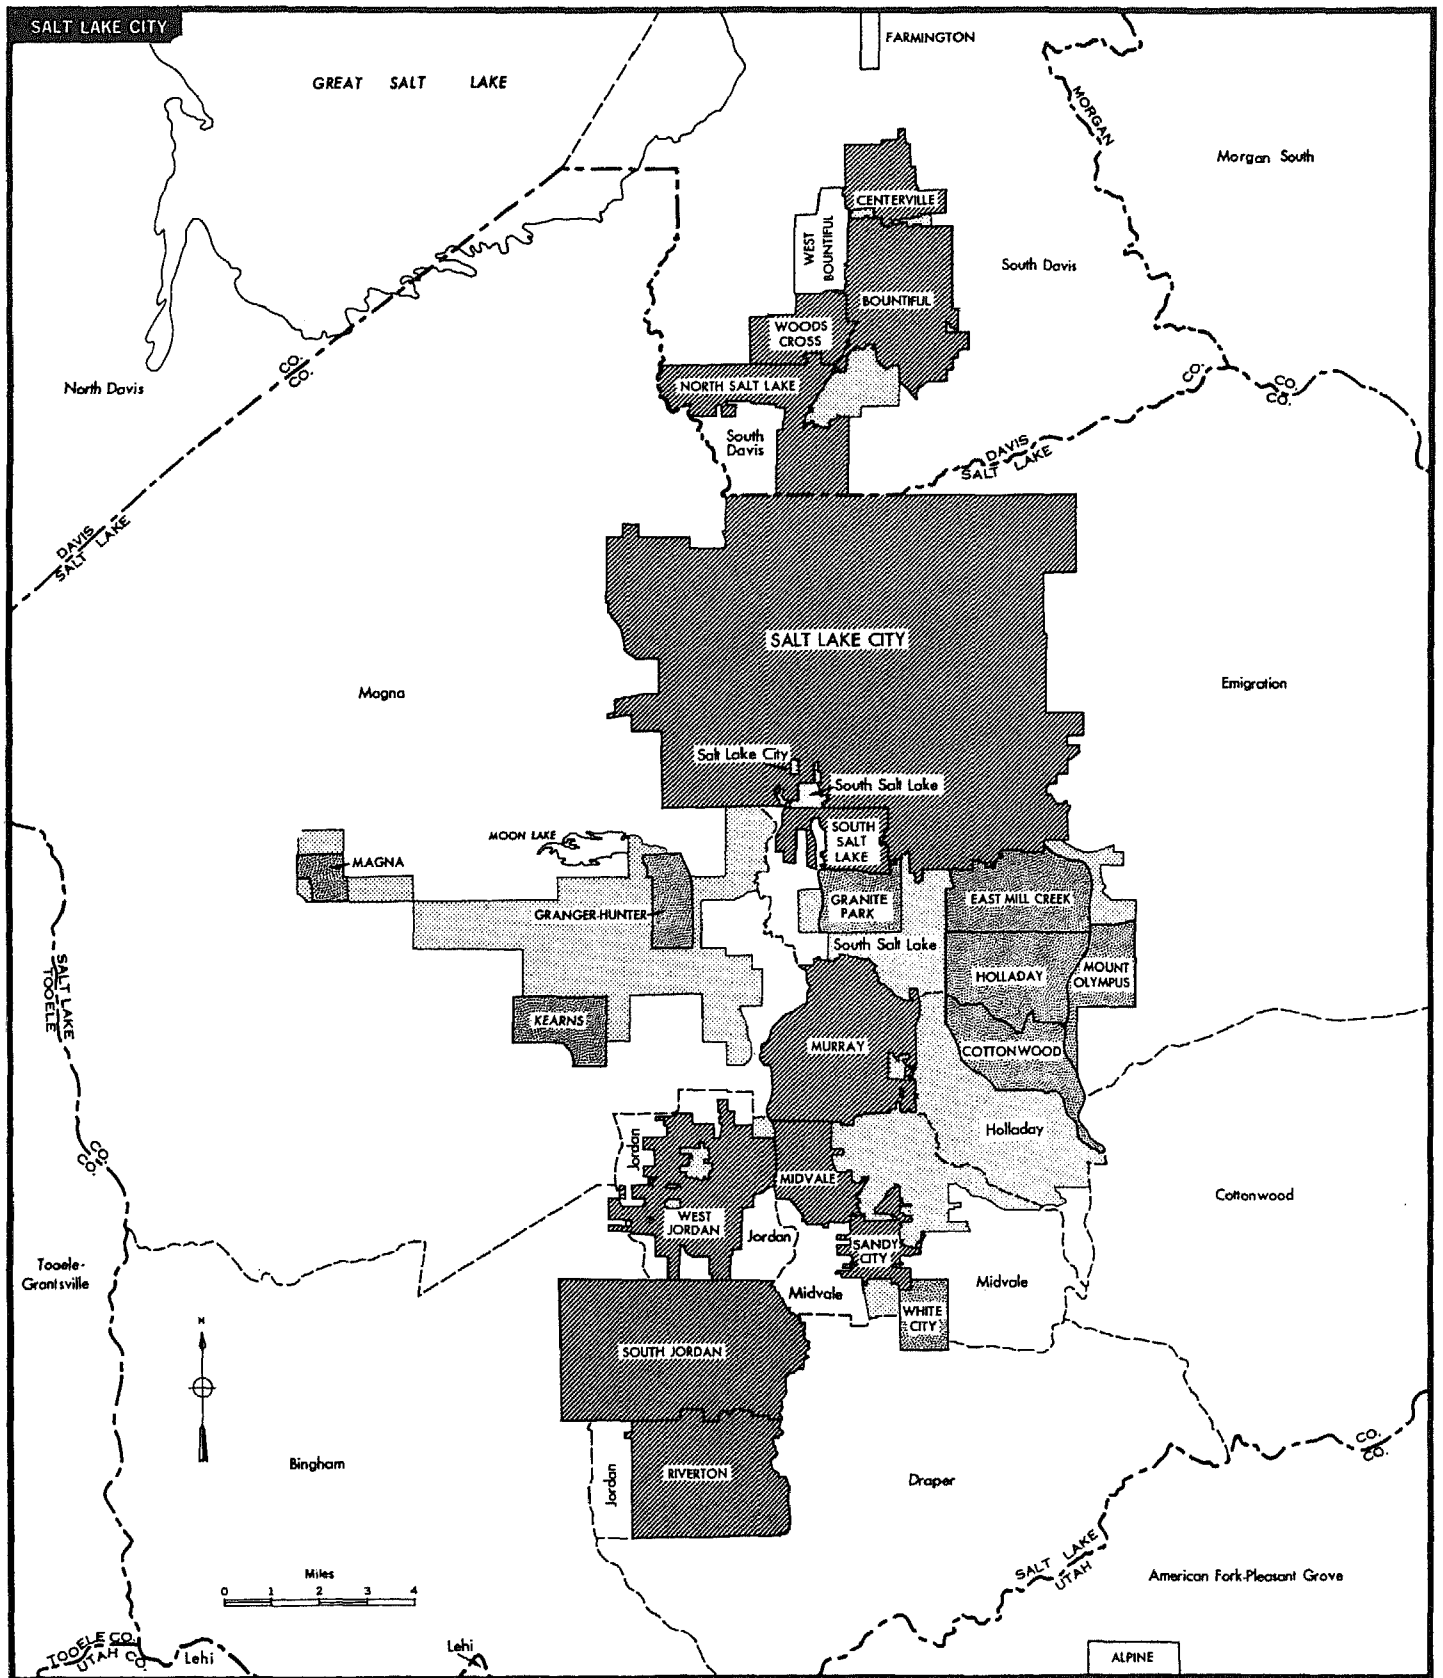 SALT LAKE CITY
FARMINGTON
GREAT SALT LAKE
MORGAN
Morgan South
CENTERVILLE
WEST
BOUNTIFUL
South Davis
BOUNTIFUL
WOODS
CROSS
CO.
CO.
North Davis
NORTH SALT LAKE
CO.
CO.
CO.
South
Davis
DAVIS
SALT LAKE
DAVIS
SALT LAKE
SALT LAKE CITY
Magna
Emigration
Salt Lake City
South Salt Lake
MOON LAKE
SOUTH
SALT
LAKE
MAGNA
GRANGER-HUNTER
GRANITE
PARK
EAST MILL CREEK
South Salt Lake
HOLLADAY
MOUNT
OLYMPUS
SALT LAKE
TOOELE
KEARNS
MURRAY
COTTONWOOD
Jordan
Holladay
CO.
CO.
MIDVALE
Cottonwood
WEST
JORDAN
Jordan
SANDY
CITY
Tooele-
Grantsville
Midvale
Midvale
WHITE
CITY
N
SOUTH JORDAN
Bingham
Jordan
RIVERTON
Draper
CO.
CO.
SALT LAKE
UTAH
American Fork-Pleasant Grove
Miles
0 1 2 3 4
TOOELE CO.
UTAH CO.
Lehi
Lehi
ALPINE